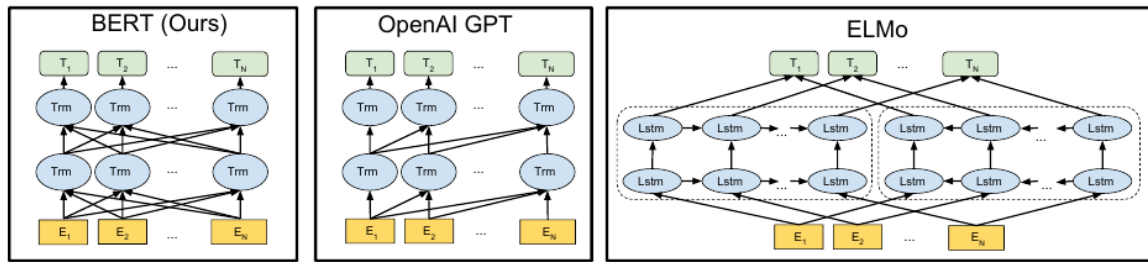 BERT (Ours)
T1 T2 ... TN
Trm Trm ... Trm
Trm Trm ... Trm
E1 E2 ... EN
OpenAI GPT
T1 T2 ... TN
Trm Trm ... Trm
Trm Trm ... Trm
E1 E2 ... EN
ELMo
T1 T2 ... TN
Lstm Lstm ... Lstm Lstm Lstm ... Lstm
Lstm Lstm ... Lstm Lstm Lstm ... Lstm
E1 E2 ... EN